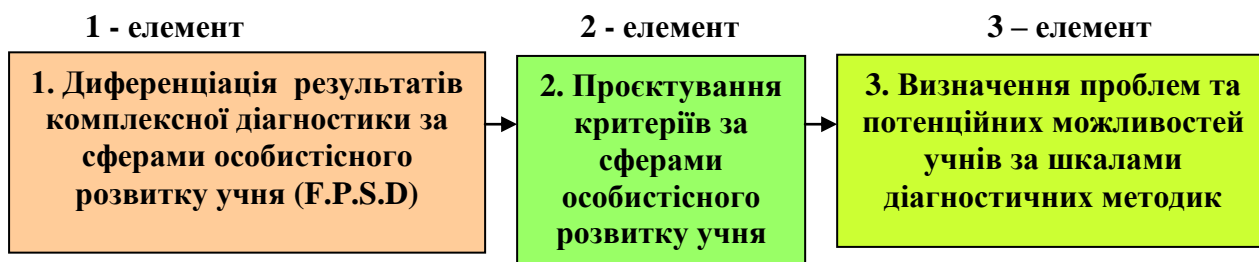 1 - елемент
1. Диференціація результатів
комплексної діагностики за
сферами особистісного
розвитку учня (F.P.S.D)
2 - елемент
2. Проєктування
критеріїв за
сферами
особистісного
розвитку учня
3 – елемент
3. Визначення проблем та
потенційних можливостей
учнів за шкалами
діагностичних методик